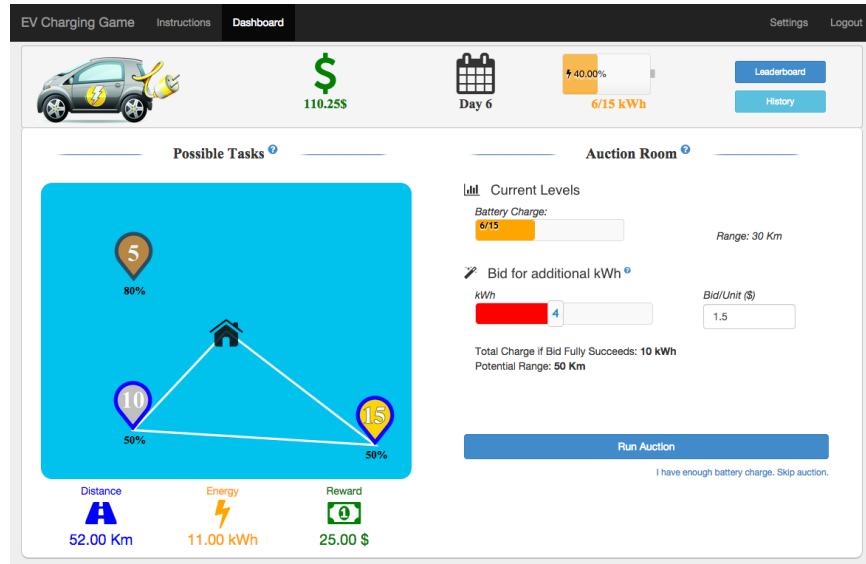 EV Charging Game Instructions Dashboard Settings Logout
110.25$
Day 6
40.00%
6/15 kWh
Leaderboard
History
Possible Tasks ?
5
80%
10
50%
15
50%
Distance Energy Reward
1
52.00 Km 11.00 kWh 25.00 $
Auction Room ?
Current Levels
Battery Charge:
6/15
Range: 30 Km
Bid for additional kWh ?
kWh Bid/Unit ($)
4 1.5
Total Charge if Bid Fully Succeeds: 10 kWh
Potential Range: 50 Km
Run Auction
I have enough battery charge. Skip auction.